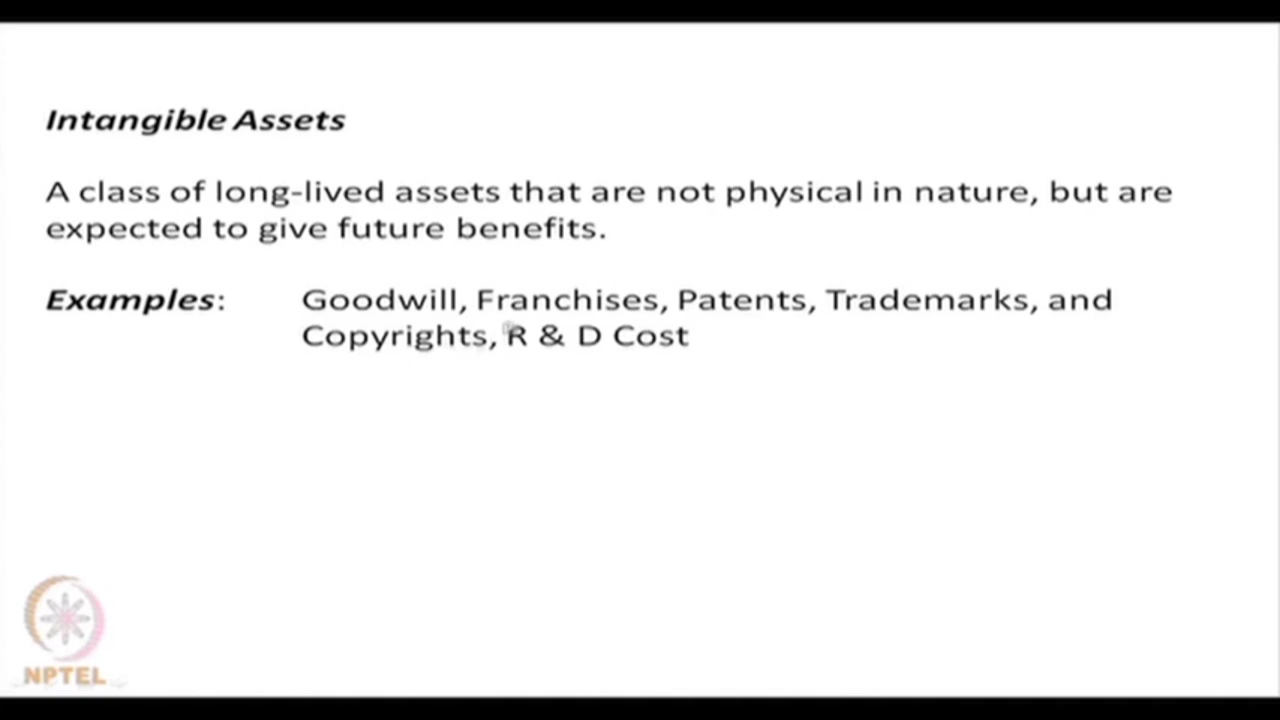 Intangible Assets
A class of long-lived assets that are not physical in nature, but are
expected to give future benefits.
Examples: Goodwill, Franchises, Patents, Trademarks, and
Copyrights, R & D Cost
NPTEL